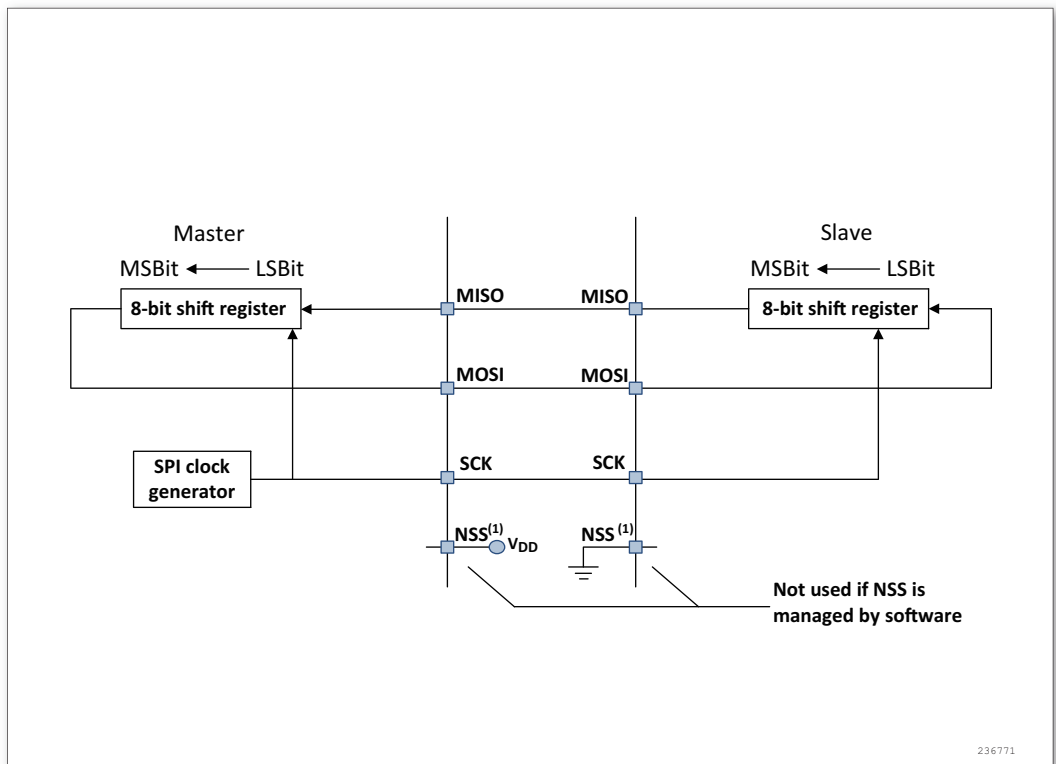 Master
Slave
MSBit LSBit
MSBit LSBit
8-bit shift register
MISO
MISO
8-bit shift register
MOSI
MOSI
SPI clock
generator
SCK
SCK
NSS(1)
VDD
NSS (1)
Not used if NSS is
managed by software
236771